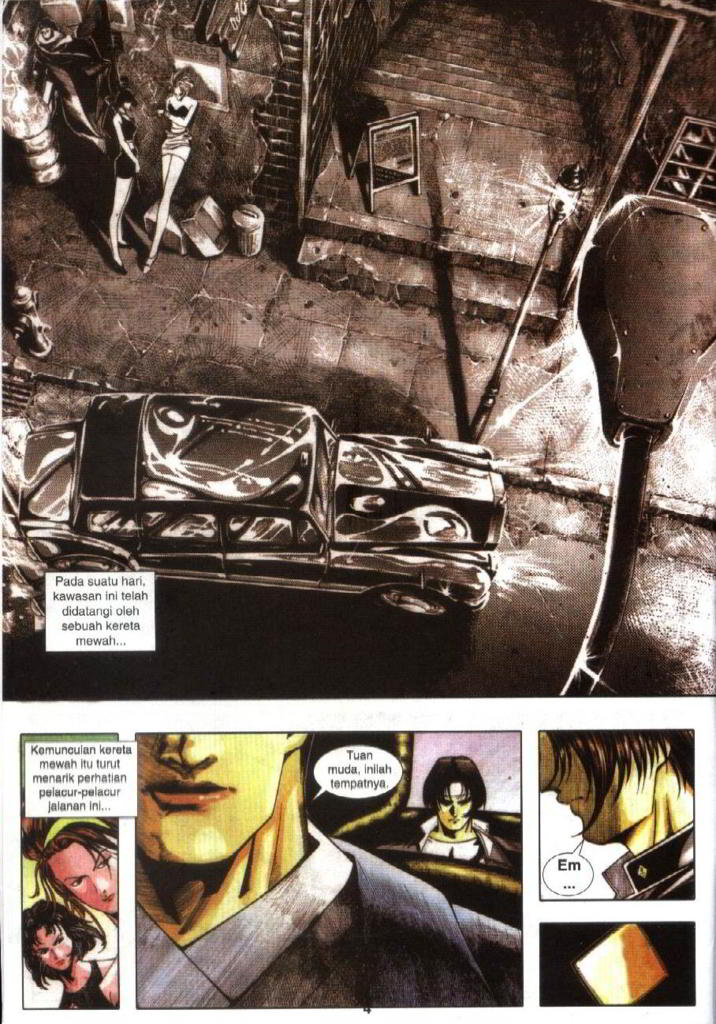 Pada suatu hari,
kawasan ini telah
didatangi oleh
sebuah kereta
mewah...
Kemunculan kereta
mewah itu turut
menarik perhatian
pelacur-pelacur
jalanan ini...
Tuan
muda, inilah
tempatnya.
Em
...
4